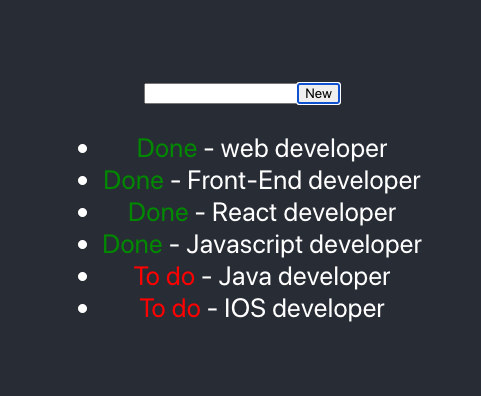 New
Done - web developer
Done - Front-End developer
Done - React developer
Done - Javascript developer
To do - Java developer
To do - IOS developer